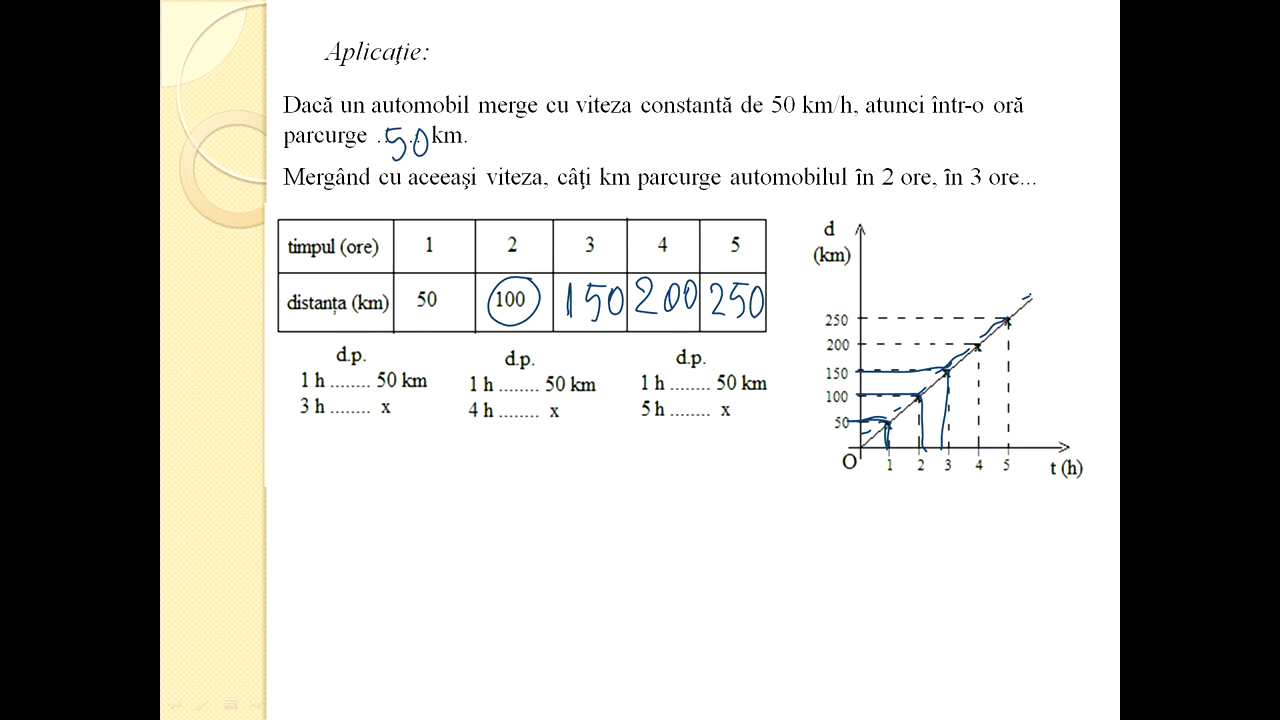 Aplicaţie:
Dacă un automobil merge cu viteza constantă de 50 km/h, atunci într-o oră
parcurge .50 km.
Mergând cu aceeaşi viteza, câţi km parcurge automobilul în 2 ore, în 3 ore...
timpul (ore) 1 2 3 4 5
distanța (km) 50 100 150 200 250
d.p.
1 h ........ 50 km
3 h ........ x
d.p.
1 h ........ 50 km
4 h ........ x
d.p.
1 h ........ 50 km
5 h ........ x
d
(km)
250
200
150
100
50
O 1 2 3 4 5 t (h)